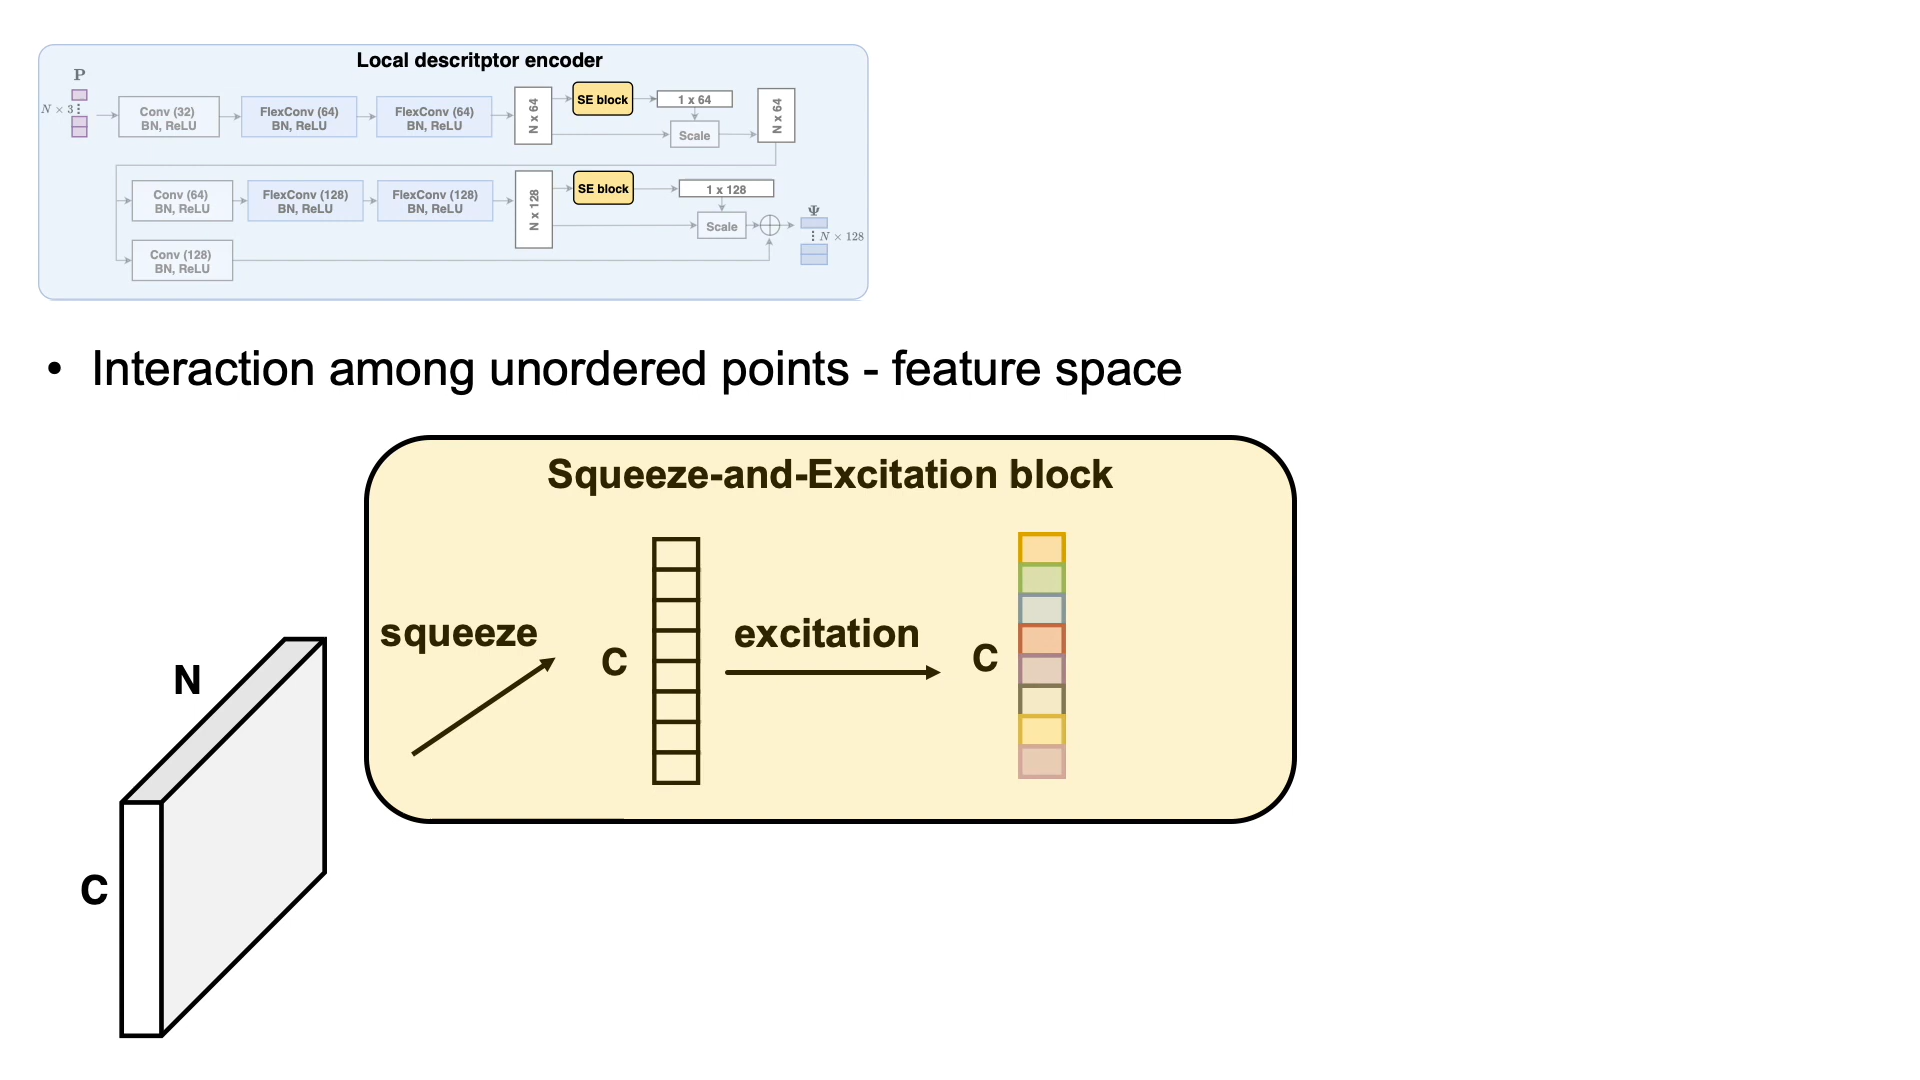 Local descritptor encoder
P
N × 3
Conv (32)
BN, ReLU
FlexConv (64)
BN, ReLU
FlexConv (64)
BN, ReLU
N x 64
SE block
1 x 64
Scale
N x 64
Conv (64)
BN, ReLU
FlexConv (128)
BN, ReLU
FlexConv (128)
BN, ReLU
N x 128
SE block
1 x 128
Scale
Ψ
N × 128
Conv (128)
BN, ReLU
• Interaction among unordered points - feature space
Squeeze-and-Excitation block
squeeze
C
excitation
C
N
C